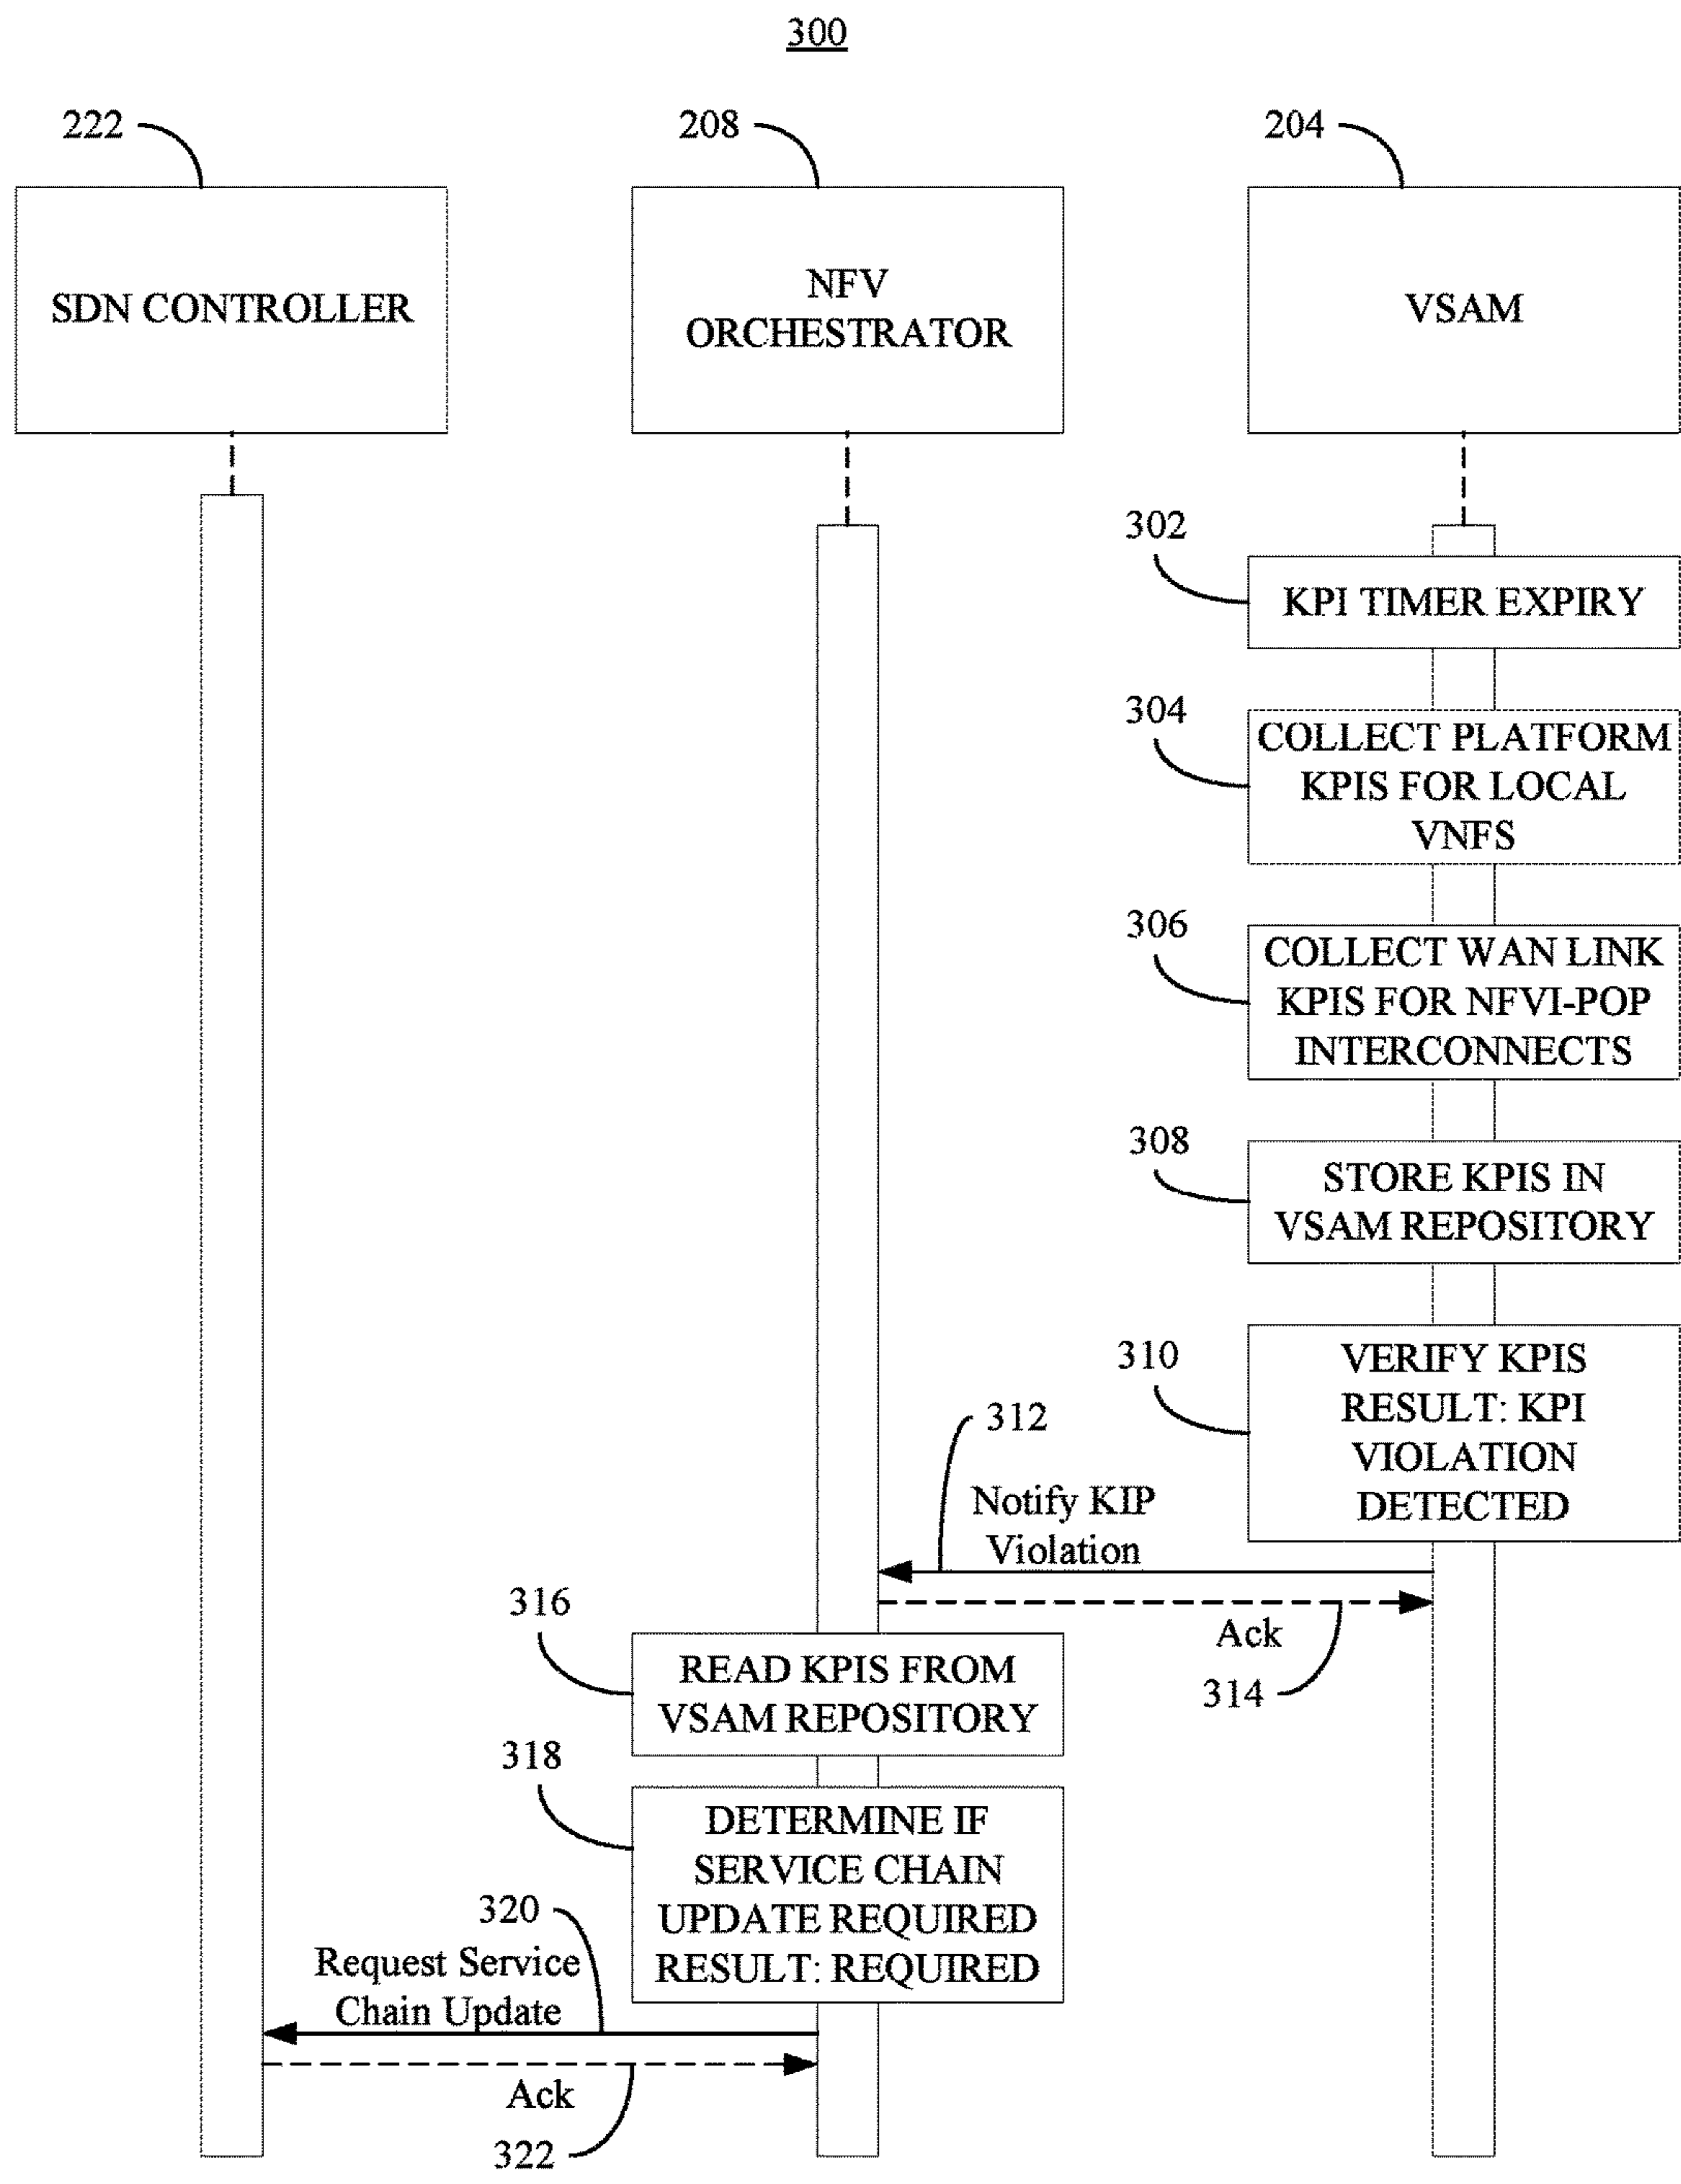 300
222
208
204
SDN CONTROLLER
NFV
ORCHESTRATOR
VSAM
302
KPI TIMER EXPIRY
304
COLLECT PLATFORM
KPIS FOR LOCAL
VNFS
306
COLLECT WAN LINK
KPIS FOR NFVI-POP
INTERCONNECTS
308
STORE KPIS IN
VSAM REPOSITORY
310
VERIFY KPIS
RESULT: KPI
VIOLATION
DETECTED
312
Notify KIP
Violation
Ack
314
316
READ KPIS FROM
VSAM REPOSITORY
318
DETERMINE IF
SERVICE CHAIN
UPDATE REQUIRED
RESULT: REQUIRED
320
Request Service
Chain Update
Ack
322